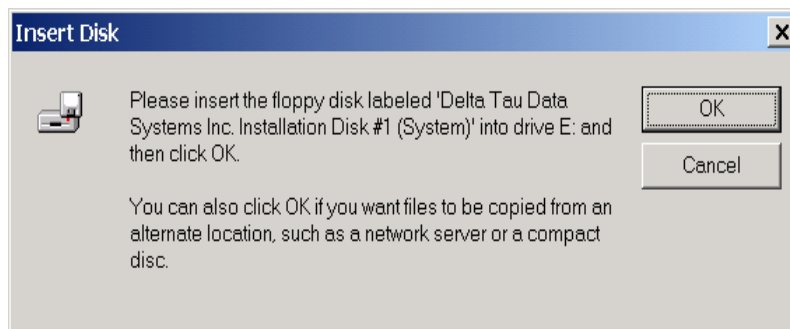 Insert Disk
Please insert the floppy disk labeled 'Delta Tau Data
Systems Inc. Installation Disk #1 (System)' into drive E: and
then click OK.
You can also click OK if you want files to be copied from an
alternate location, such as a network server or a compact
disc.
OK
Cancel